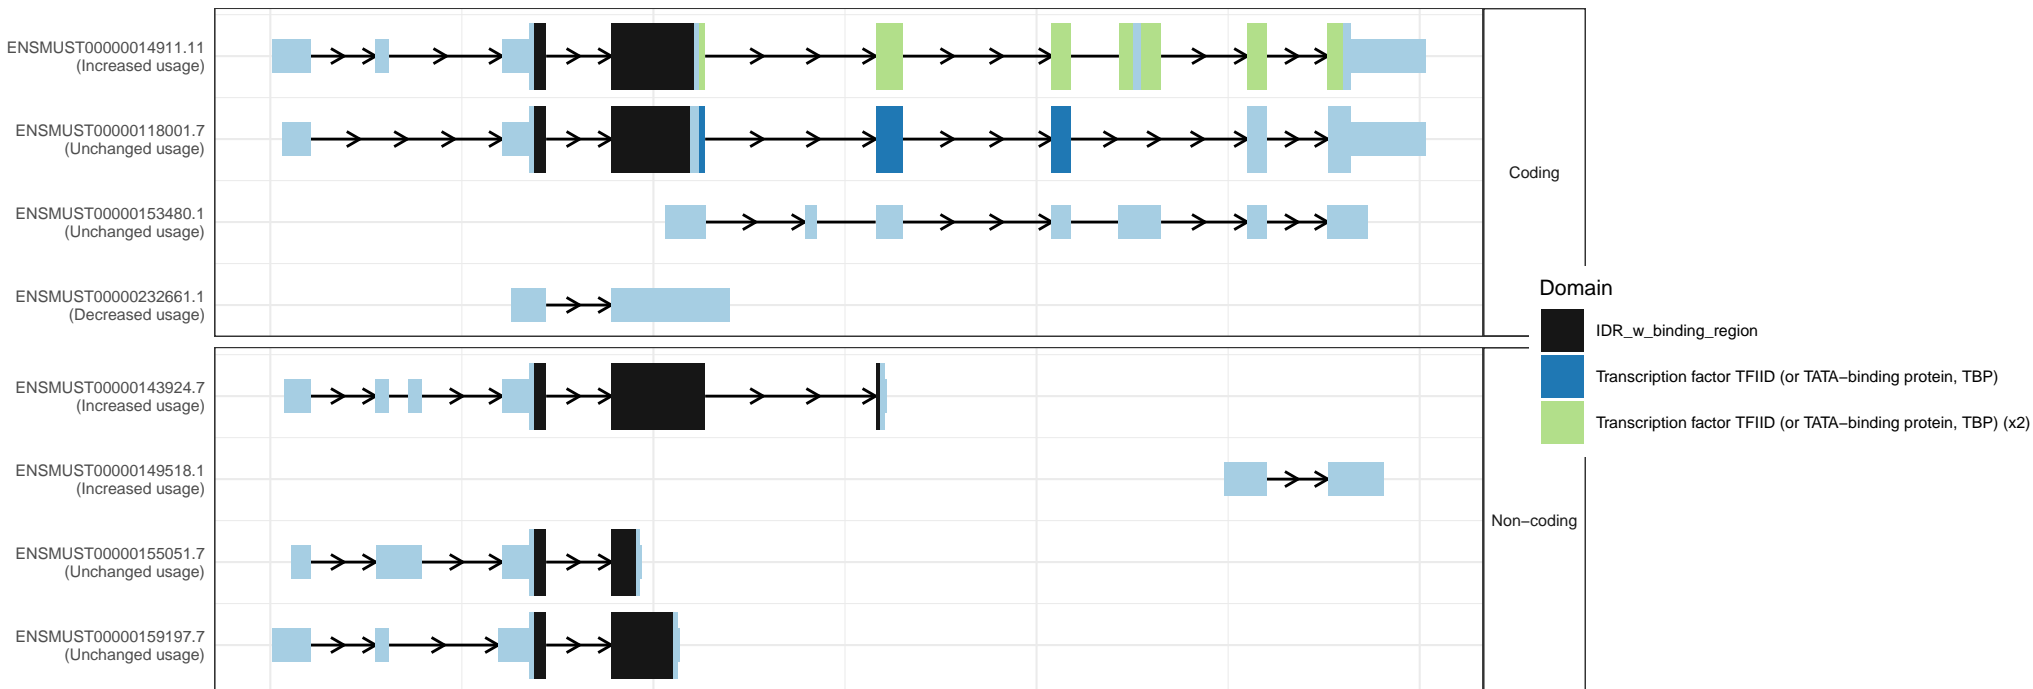 ENSMUST00000014911.11
(Increased usage)
ENSMUST00000118001.7
(Unchanged usage)
ENSMUST00000153480.1
(Unchanged usage)
ENSMUST00000232661.1
(Decreased usage)
Coding
ENSMUST00000143924.7
(Increased usage)
ENSMUST00000149518.1
(Increased usage)
ENSMUST00000155051.7
(Unchanged usage)
ENSMUST00000159197.7
(Unchanged usage)
Non−coding
Domain
IDR_w_binding_region
Transcription factor TFIID (or TATA−binding protein, TBP)
Transcription factor TFIID (or TATA−binding protein, TBP) (x2)